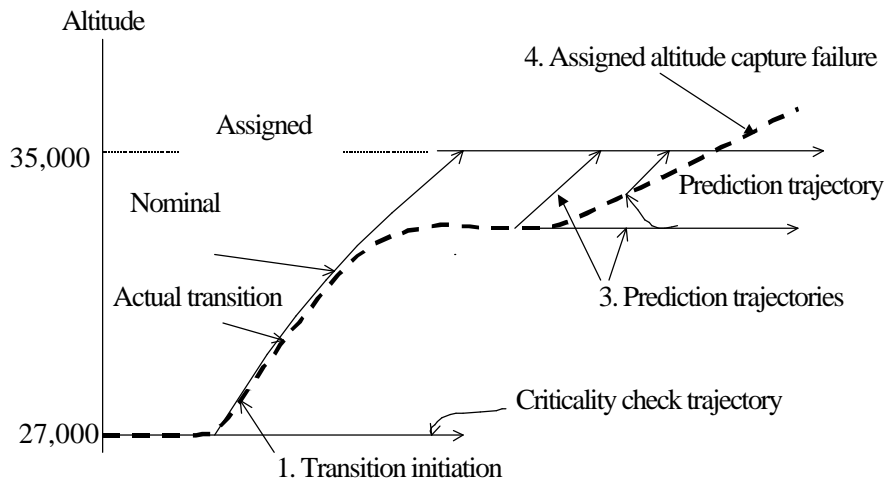 Altitude
4. Assigned altitude capture failure
Assigned
35,000
Nominal
Prediction trajectory
Actual transition
3. Prediction trajectories
Criticality check trajectory
27,000
1. Transition initiation